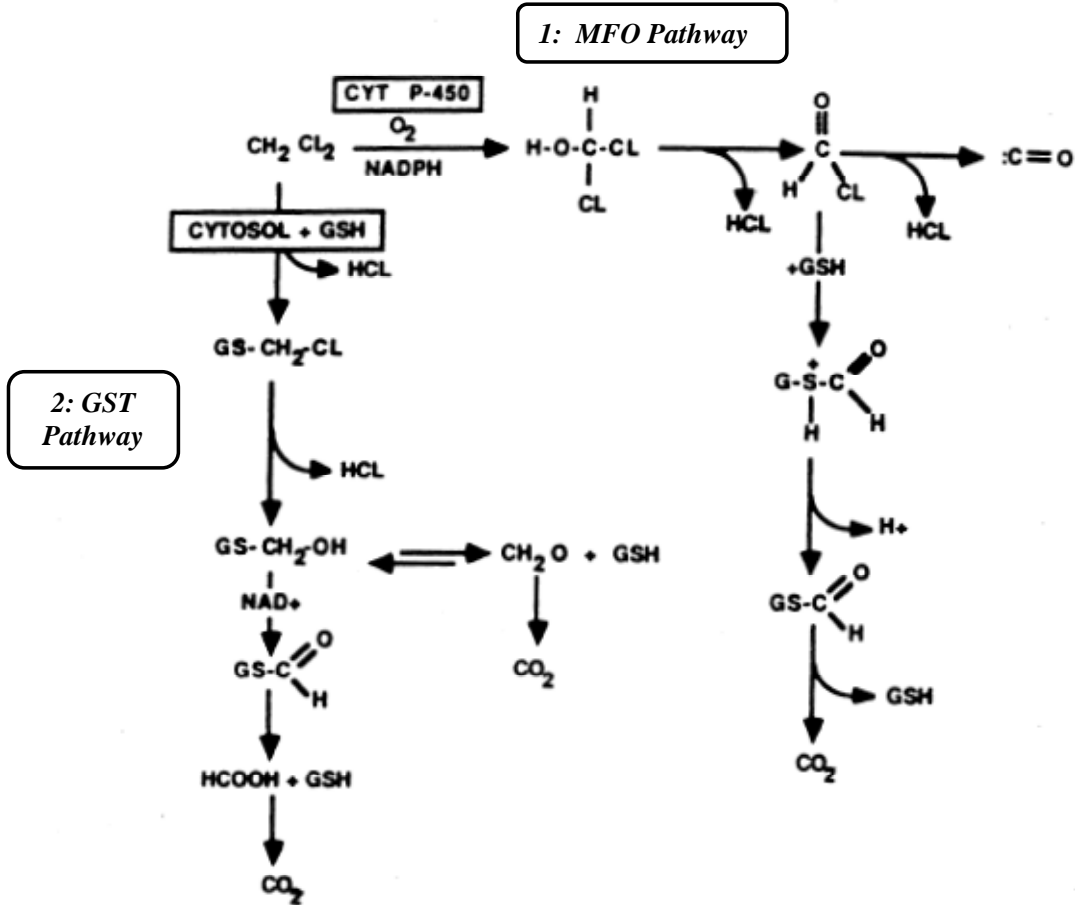 1: MFO Pathway
CYT P-450
O₂
NADPH
CH₂ CL₂
H
H-O-C-CL
CL
HCL
O
C
H CL
HCL
:C=O
CYTOSOL + GSH
HCL
+GSH
GS-CH₂-CL
O
+
G-S-C
H
H
2: GST
Pathway
HCL
H+
GS-CH₂-OH
CH₂O + GSH
NAD+
O
GS-C
H
O
GS-C
H
CO₂
GSH
HCOOH + GSH
CO₂
CO₂